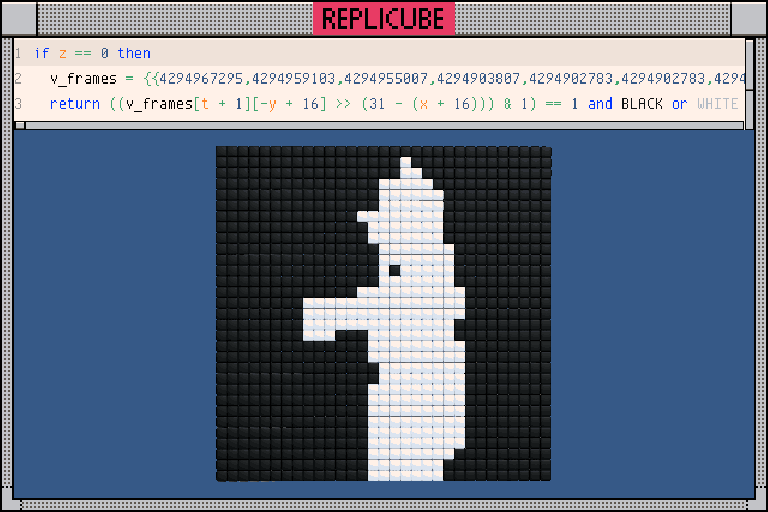 REPLICUBE
1 if z == 0 then
2 v_frames = {{4294967295,4294959103,4294955007,4294903807,4294902783,4294902783,4294
3 return ((v_frames[t + 1][-y + 16] >> (31 - (x + 16))) & 1) == 1 and BLACK or WHITE